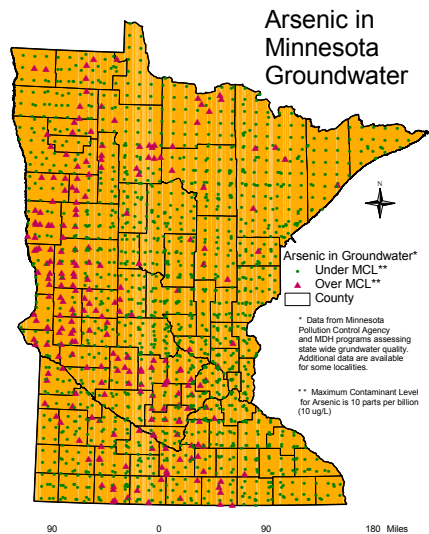 Arsenic in
Minnesota
Groundwater
N
Arsenic in Groundwater*
Under MCL**
Over MCL**
County
* Data from Minnesota
Pollution Control Agency
and MDH programs assessing
state wide grundwater quality.
Additional data are available
for some localities.
** Maximum Contaminant Level
for Arsenic is 10 parts per billion
(10 ug/L)
90 0 90 180 Miles